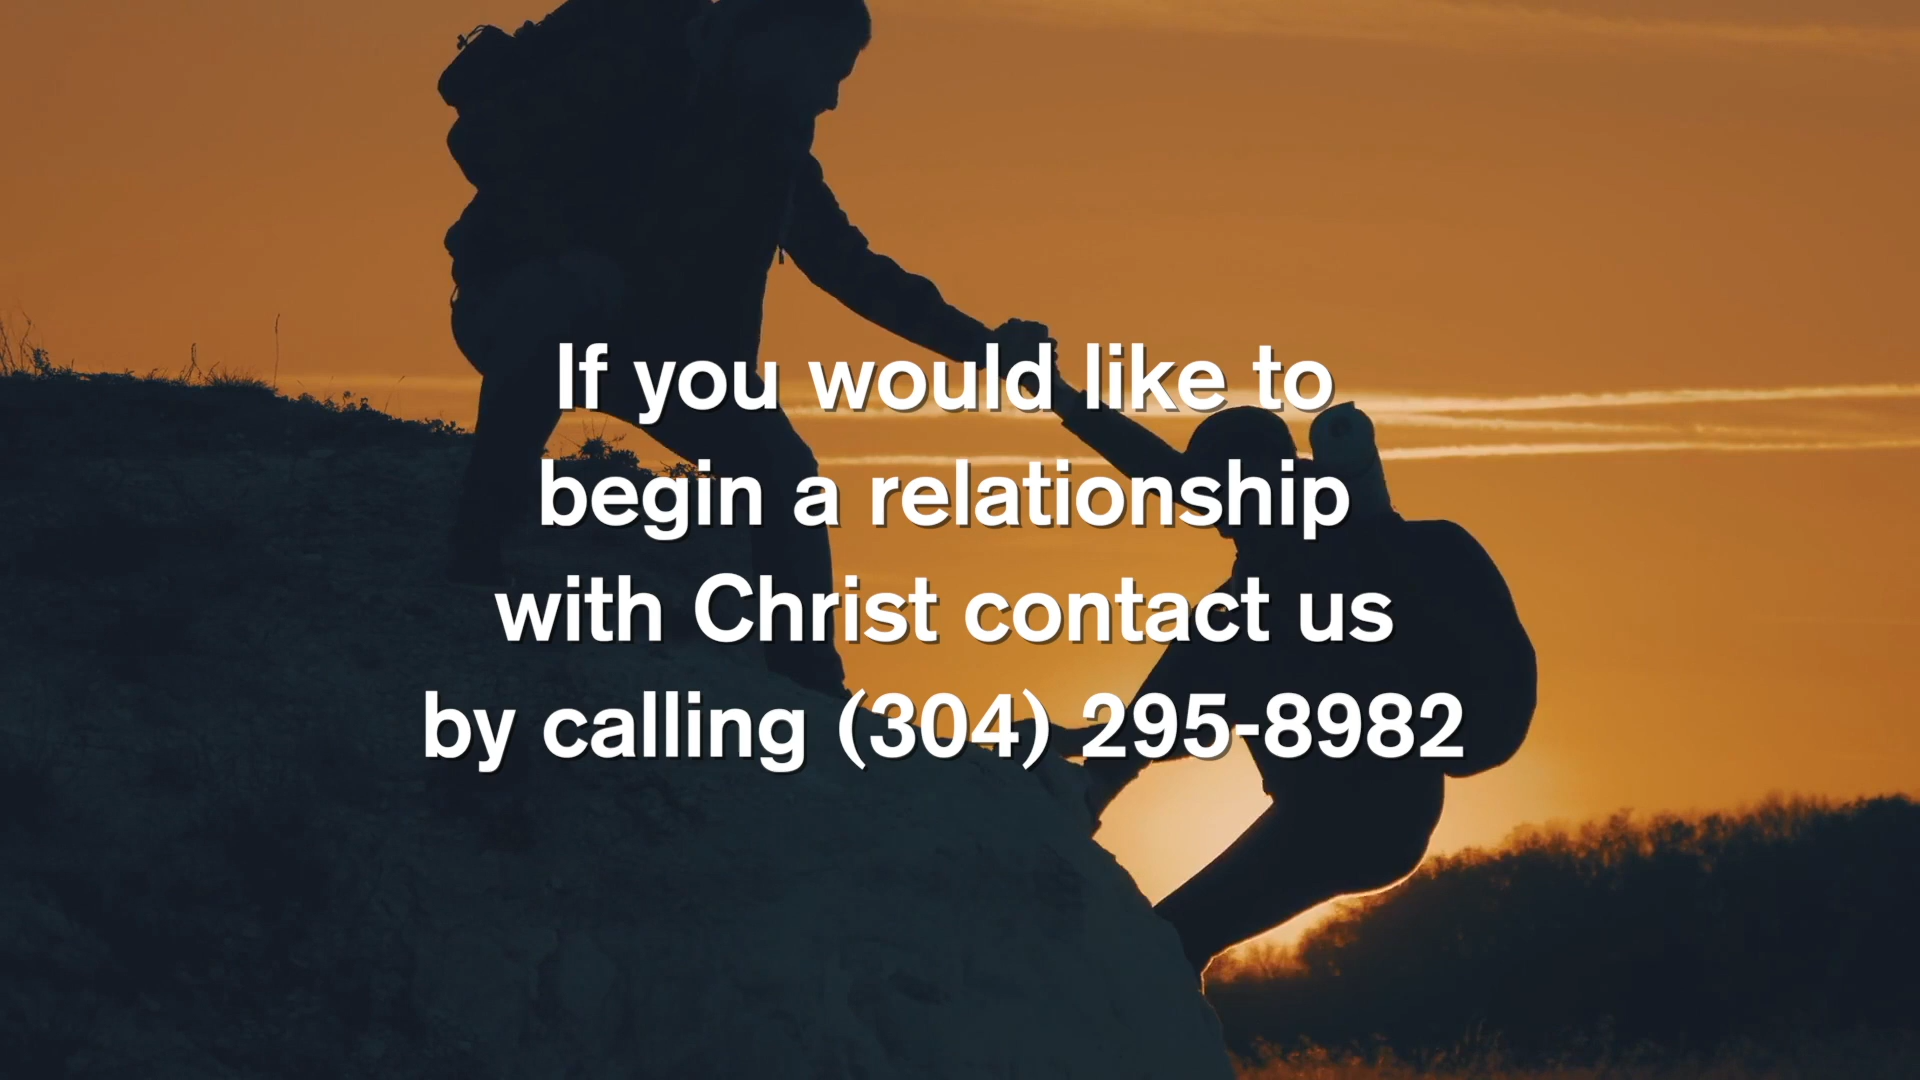 If you would like to
begin a relationship
with Christ contact us
by calling (304) 295-8982